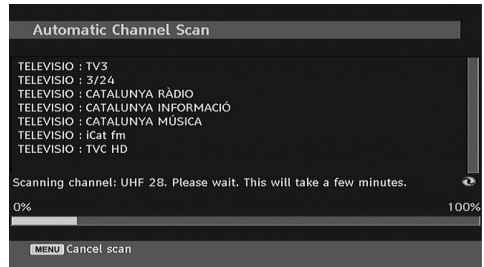 Automatic Channel Scan
TELEVISIO : TV3
TELEVISIO : 3/24
TELEVISIO : CATALUNYA RÀDIO
TELEVISIO : CATALUNYA INFORMACIÓ
TELEVISIO : CATALUNYA MÚSICA
TELEVISIO : iCat fm
TELEVISIO : TVC HD
Scanning channel: UHF 28. Please wait. This will take a few minutes.
0% 100%
MENU Cancel scan